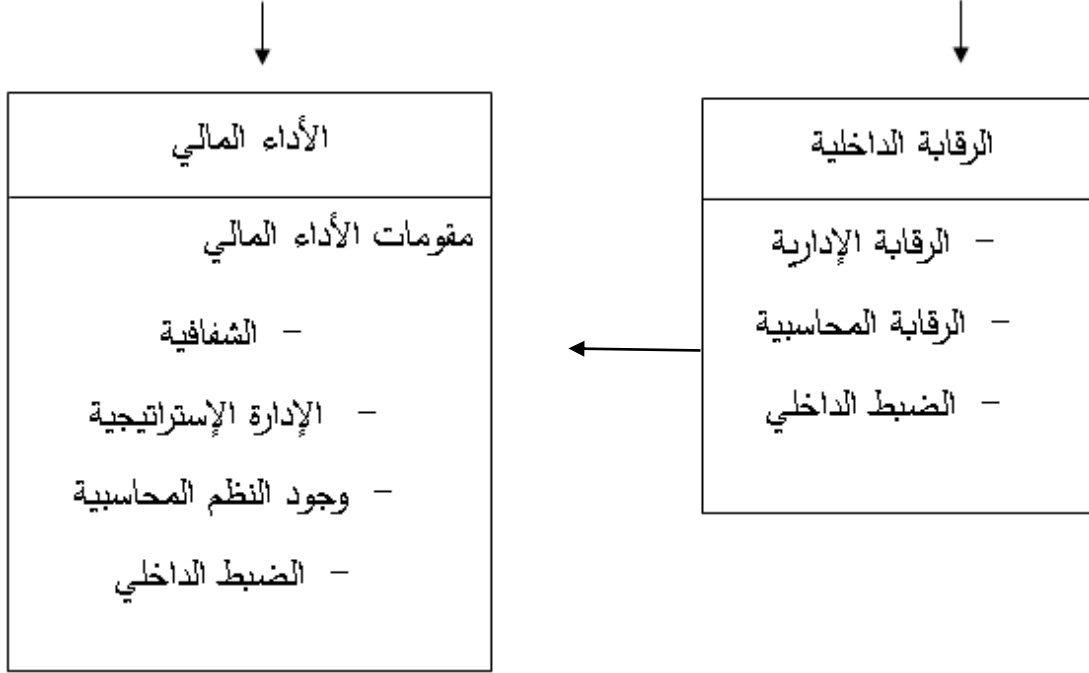 الرقابة الداخلية
- الرقابة الإدارية
- الرقابة المحاسبية
- الضبط الداخلي
الأداء المالي
مقومات الأداء المالي
- الشفافية
- الإدارة الإستراتيجية
- وجود النظم المحاسبية
- الضبط الداخلي